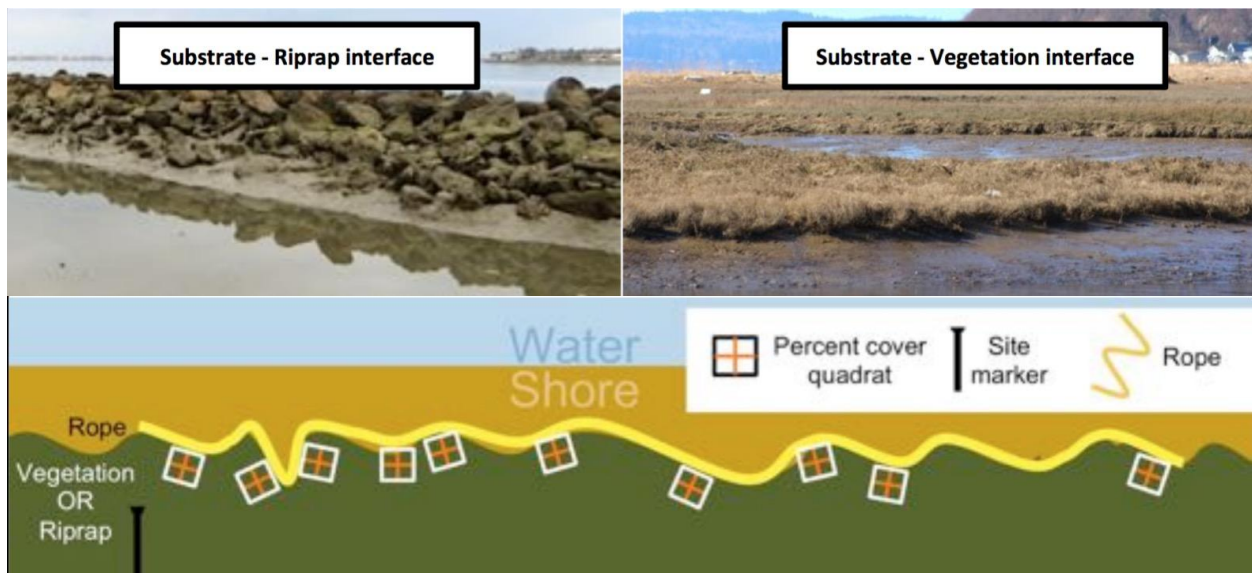 Substrate - Riprap interface
Substrate - Vegetation interface
Water
Shore
Percent cover
quadrat
Site
marker
Rope
Rope
Vegetation
OR
Riprap